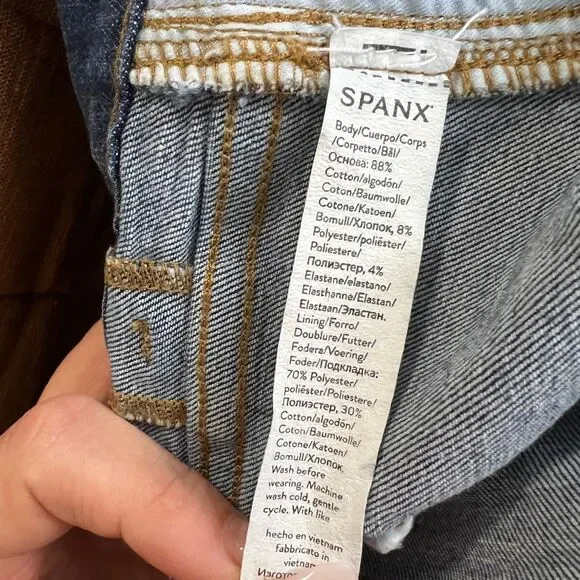 SPANX
Body/Cuerpo/Corps
/Corpetto/Bål/
Основа: 88%
Cotton/algodón/
Coton/Baumwolle/
Cotone/Katoen/
Bomull/Хлопок, 8%
Polyester/poliéster/
Poliestere/
Полиэстер, 4%
Elastane/elastano/
Elasthanne/Elastan/
Elastaan/Эластан.
Lining/Forro/
Doublure/Futter/
Fodera/Voering/
Foder/Подкладка:
70% Polyester/
poliéster/Poliestere/
Полиэстер, 30%
Cotton/algodón/
Coton/Baumwolle/
Cotone/Katoen/
Bomull/Хлопок
Wash before
wearing. Machine
wash cold, gentle
cycle. With like
hecho en vietnam
fabbricato in
vietnam